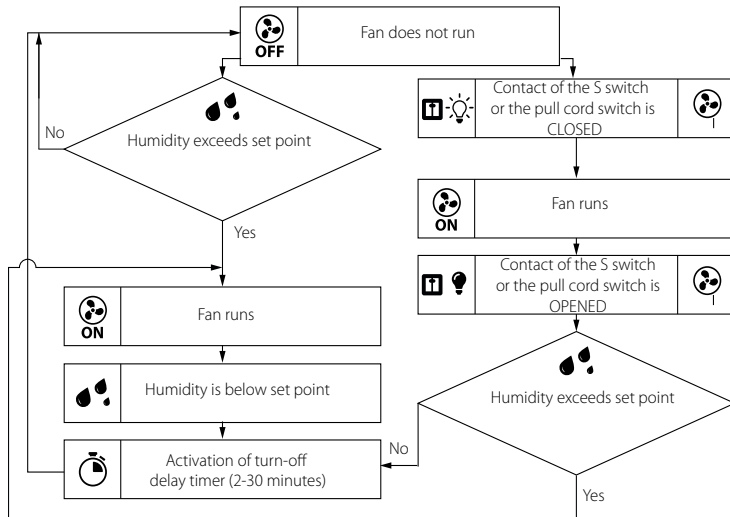 OFF
Fan does not run
No
Humidity exceeds set point
Yes
ON
Fan runs
Humidity is below set point
Activation of turn-off
delay timer (2-30 minutes)
Contact of the S switch
or the pull cord switch is
CLOSED
ON
Fan runs
Contact of the S switch
or the pull cord switch is
OPENED
Humidity exceeds set point
No
Yes